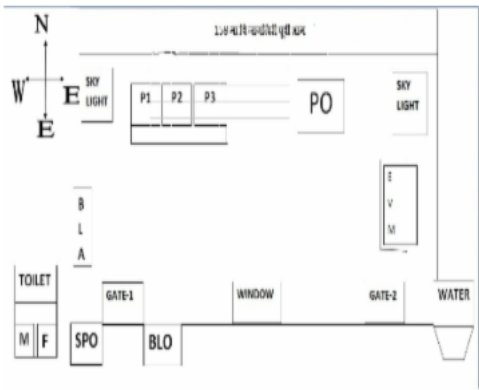 N
W
E
E
SKY
LIGHT
P1
P2
P3
PO
SKY
LIGHT
B
L
A
E
V
M
TOILET
M
F
GATE-1
WINDOW
GATE-2
WATER
SPO
BLO